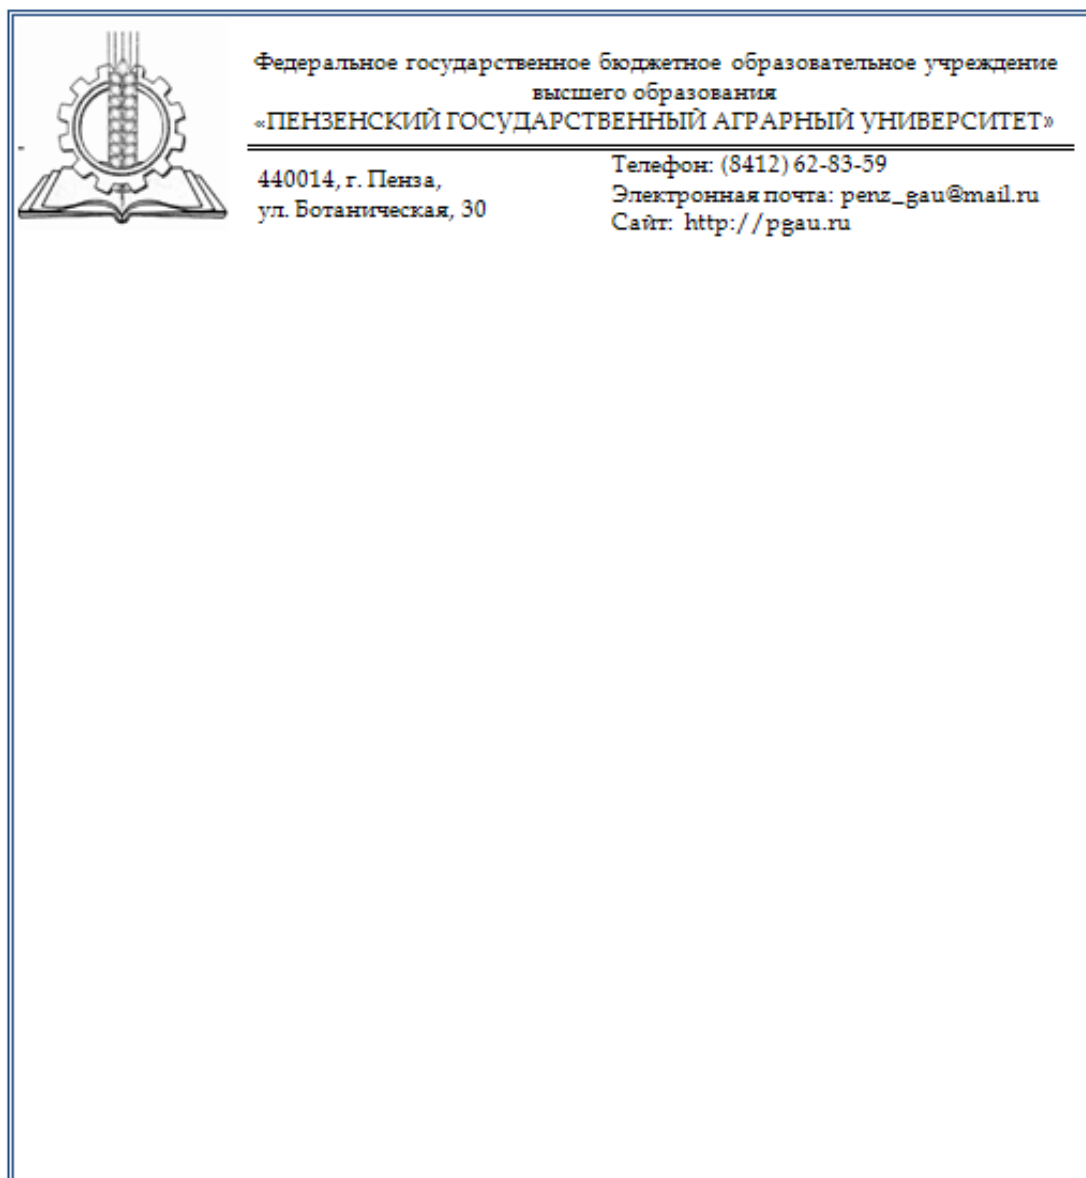 Федеральное государственное бюджетное образовательное учреждение
высшего образования
«ПЕНЗЕНСКИЙ ГОСУДАРСТВЕННЫЙ АГРАРНЫЙ УНИВЕРСИТЕТ»
440014, г. Пенза,
ул. Ботаническая, 30
Телефон: (8412) 62-83-59
Электронная почта: penz_gau@mail.ru
Сайт: http://pgau.ru